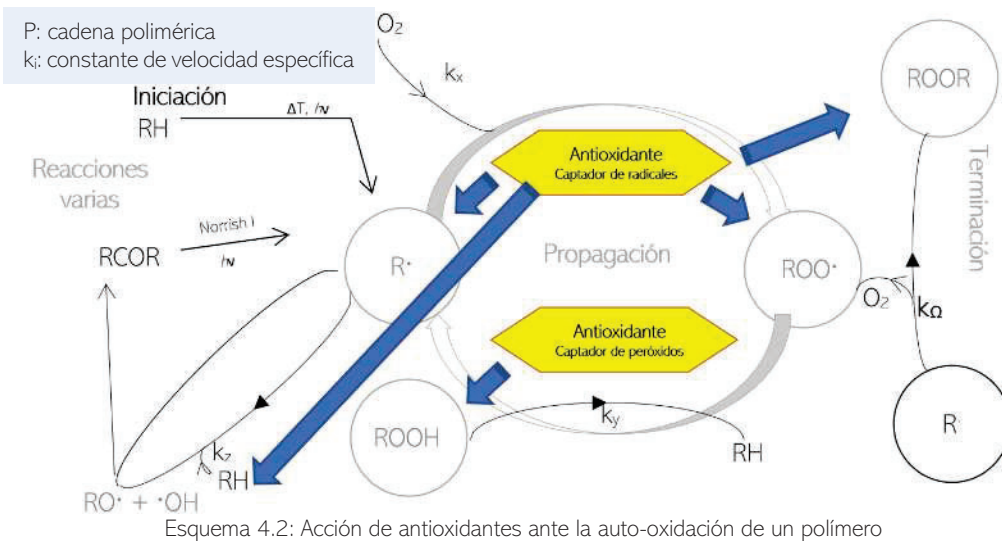 P: cadena polimérica
kᵢ: constante de velocidad específica
O₂
kₓ
Iniciación
RH
ΔT, hν
Reacciones
varias
Norrish I
hν
RCOR
R·
Antioxidante
Captador de radicales
Propagación
ROO·
ROOR
Terminación
O₂
kΩ
R
Antioxidante
Captador de peróxidos
ROOH
k_y
RH
k_z
RH
RO· + ·OH
Esquema 4.2: Acción de antioxidantes ante la auto-oxidación de un polímero